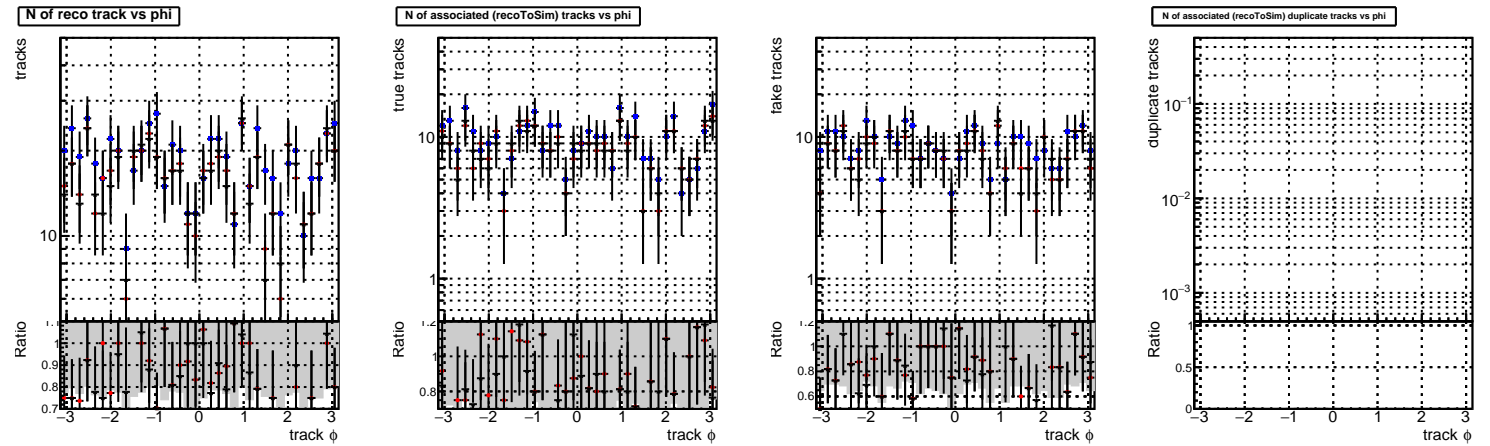 N of reco track vs phi
tracks
10
Ratio
1
0.9
0.8
0.7
−3 −2 −1 0 1 2 3
track ϕ
N of associated (recoToSim) tracks vs phi
true tracks
10
1
Ratio
1.2
1
0.8
−3 −2 −1 0 1 2 3
track ϕ
fake tracks
10
1
Ratio
1.2
1
0.8
0.6
−3 −2 −1 0 1 2 3
track ϕ
N of associated (recoToSim) duplicate tracks vs phi
duplicate tracks
10−1
10−2
10−3
Ratio
1
0.5
0
−3 −2 −1 0 1 2 3
track ϕ